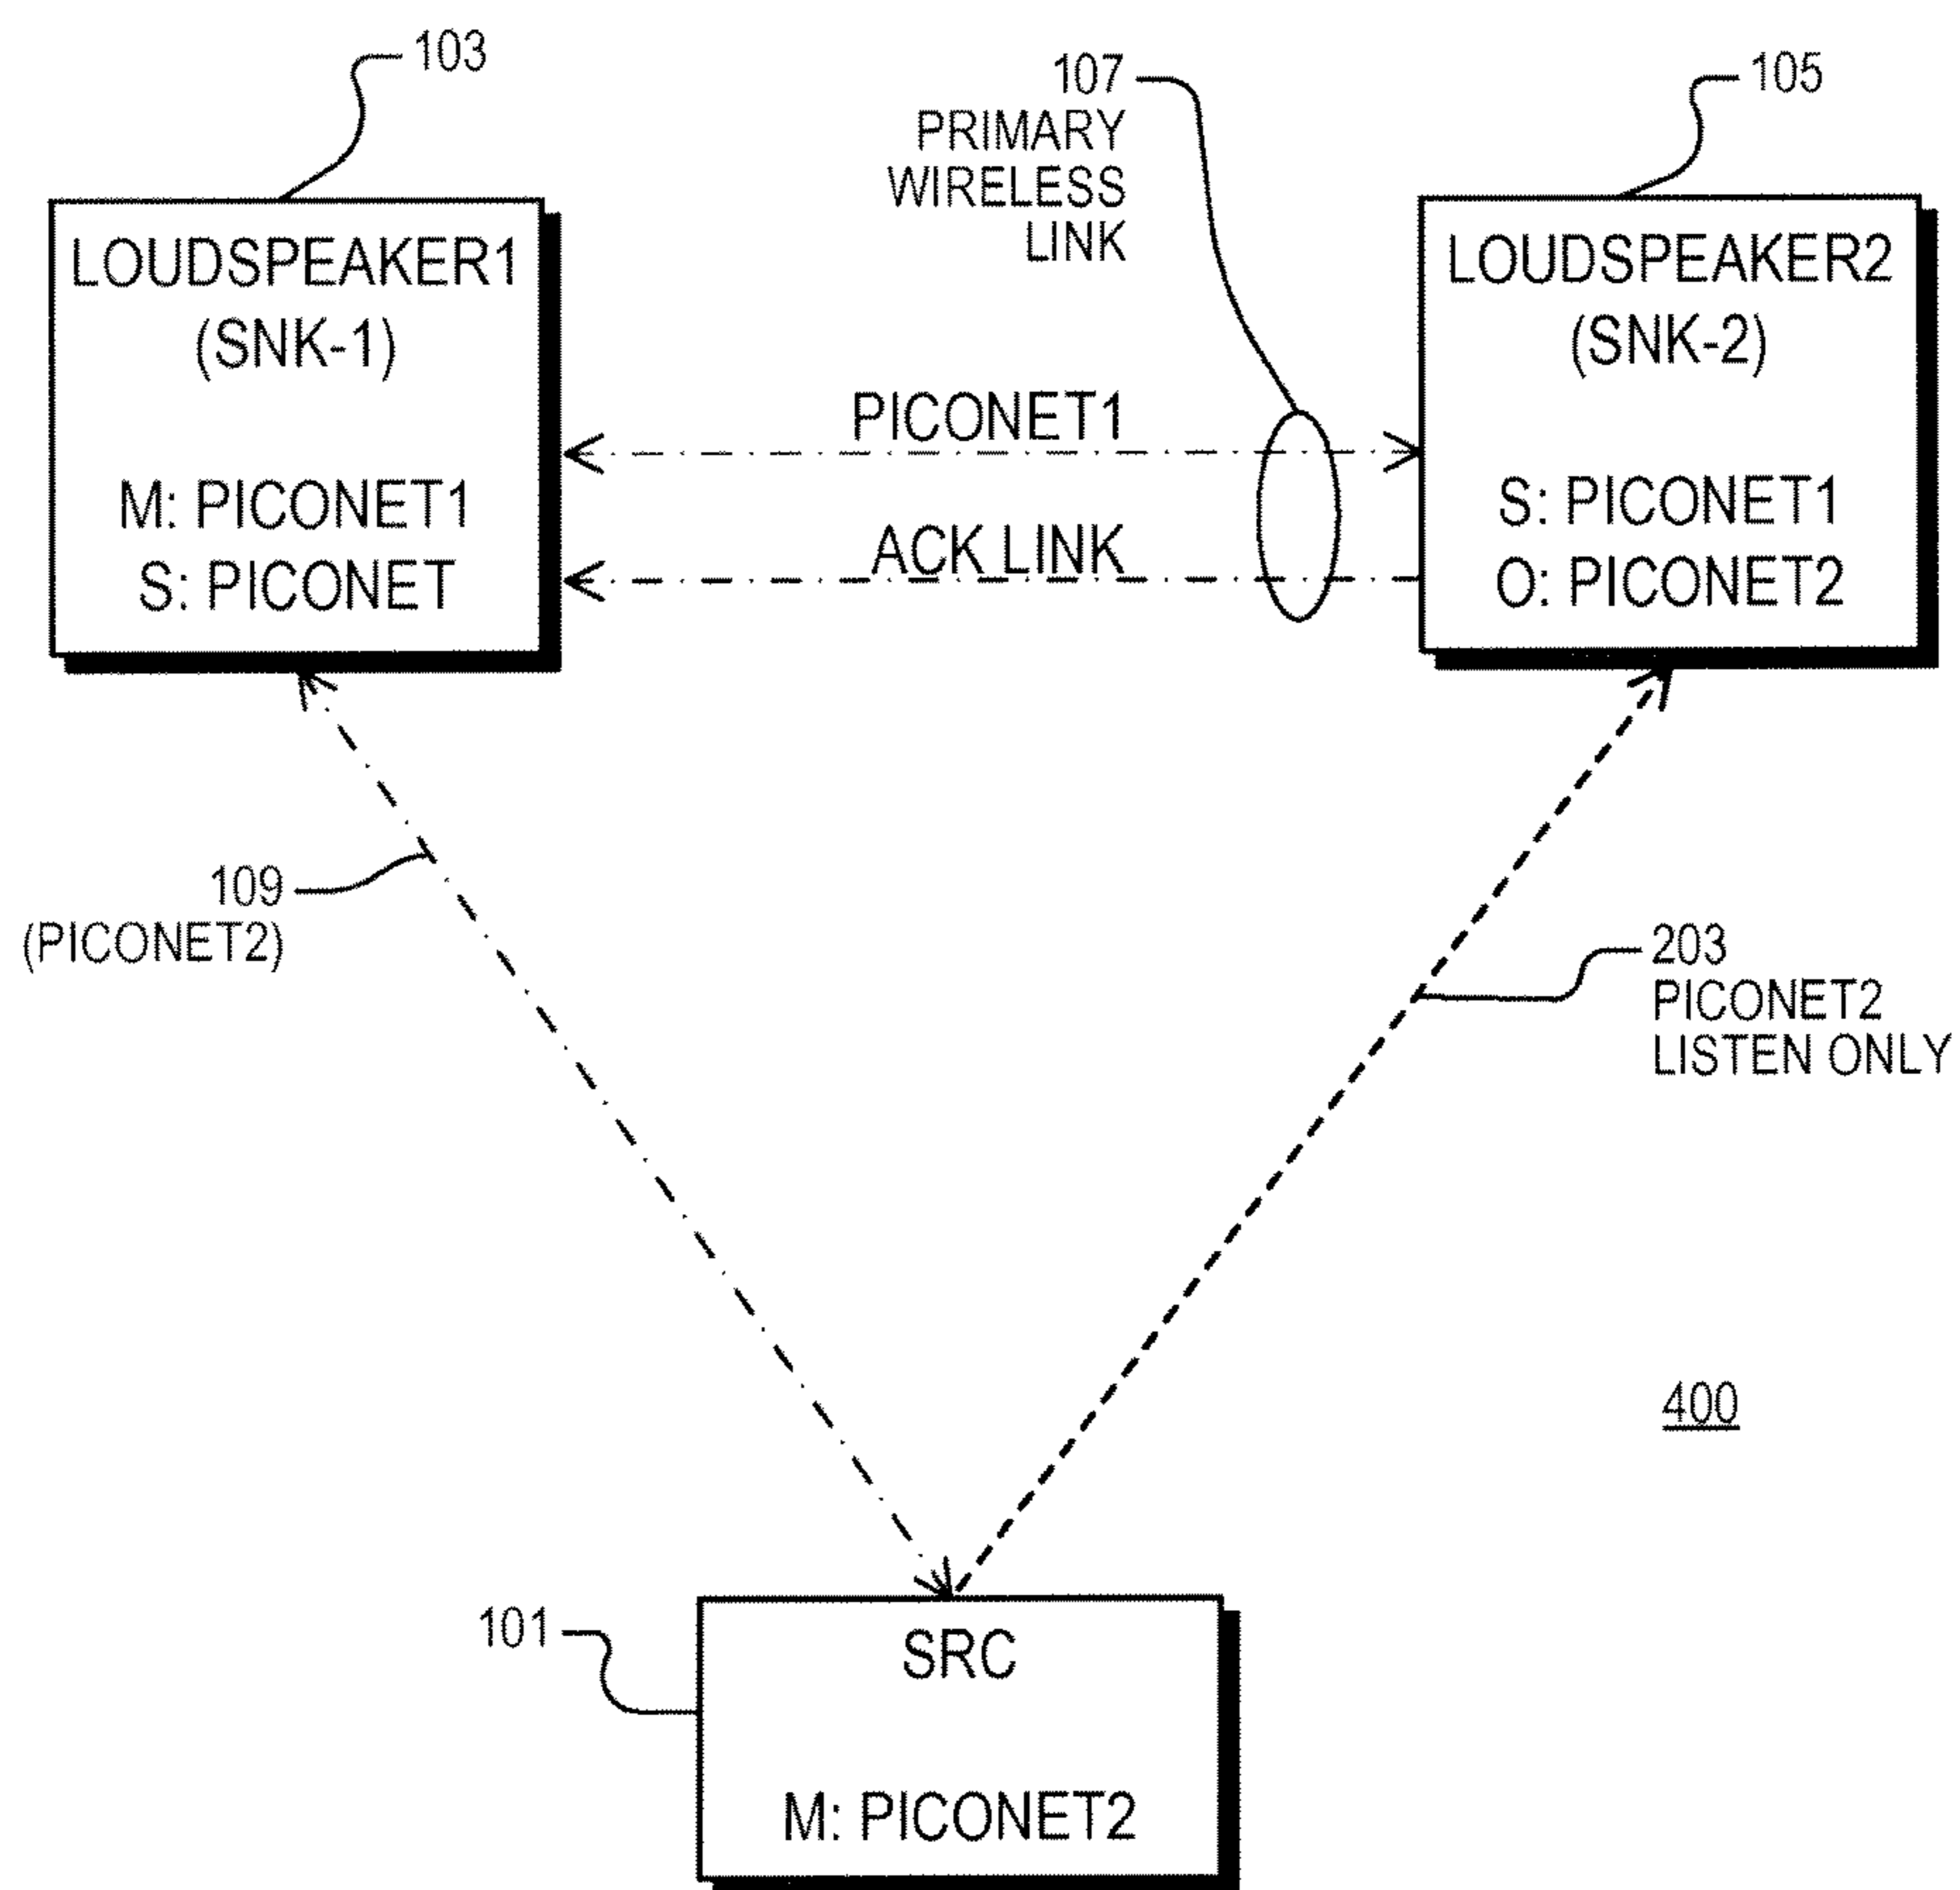 103
107
PRIMARY
WIRELESS
LINK
105
LOUDSPEAKER1
(SNK-1)
M: PICONET1
S: PICONET
PICONET1
ACK LINK
LOUDSPEAKER2
(SNK-2)
S: PICONET1
O: PICONET2
109
(PICONET2)
203
PICONET2
LISTEN ONLY
400
101
SRC
M: PICONET2